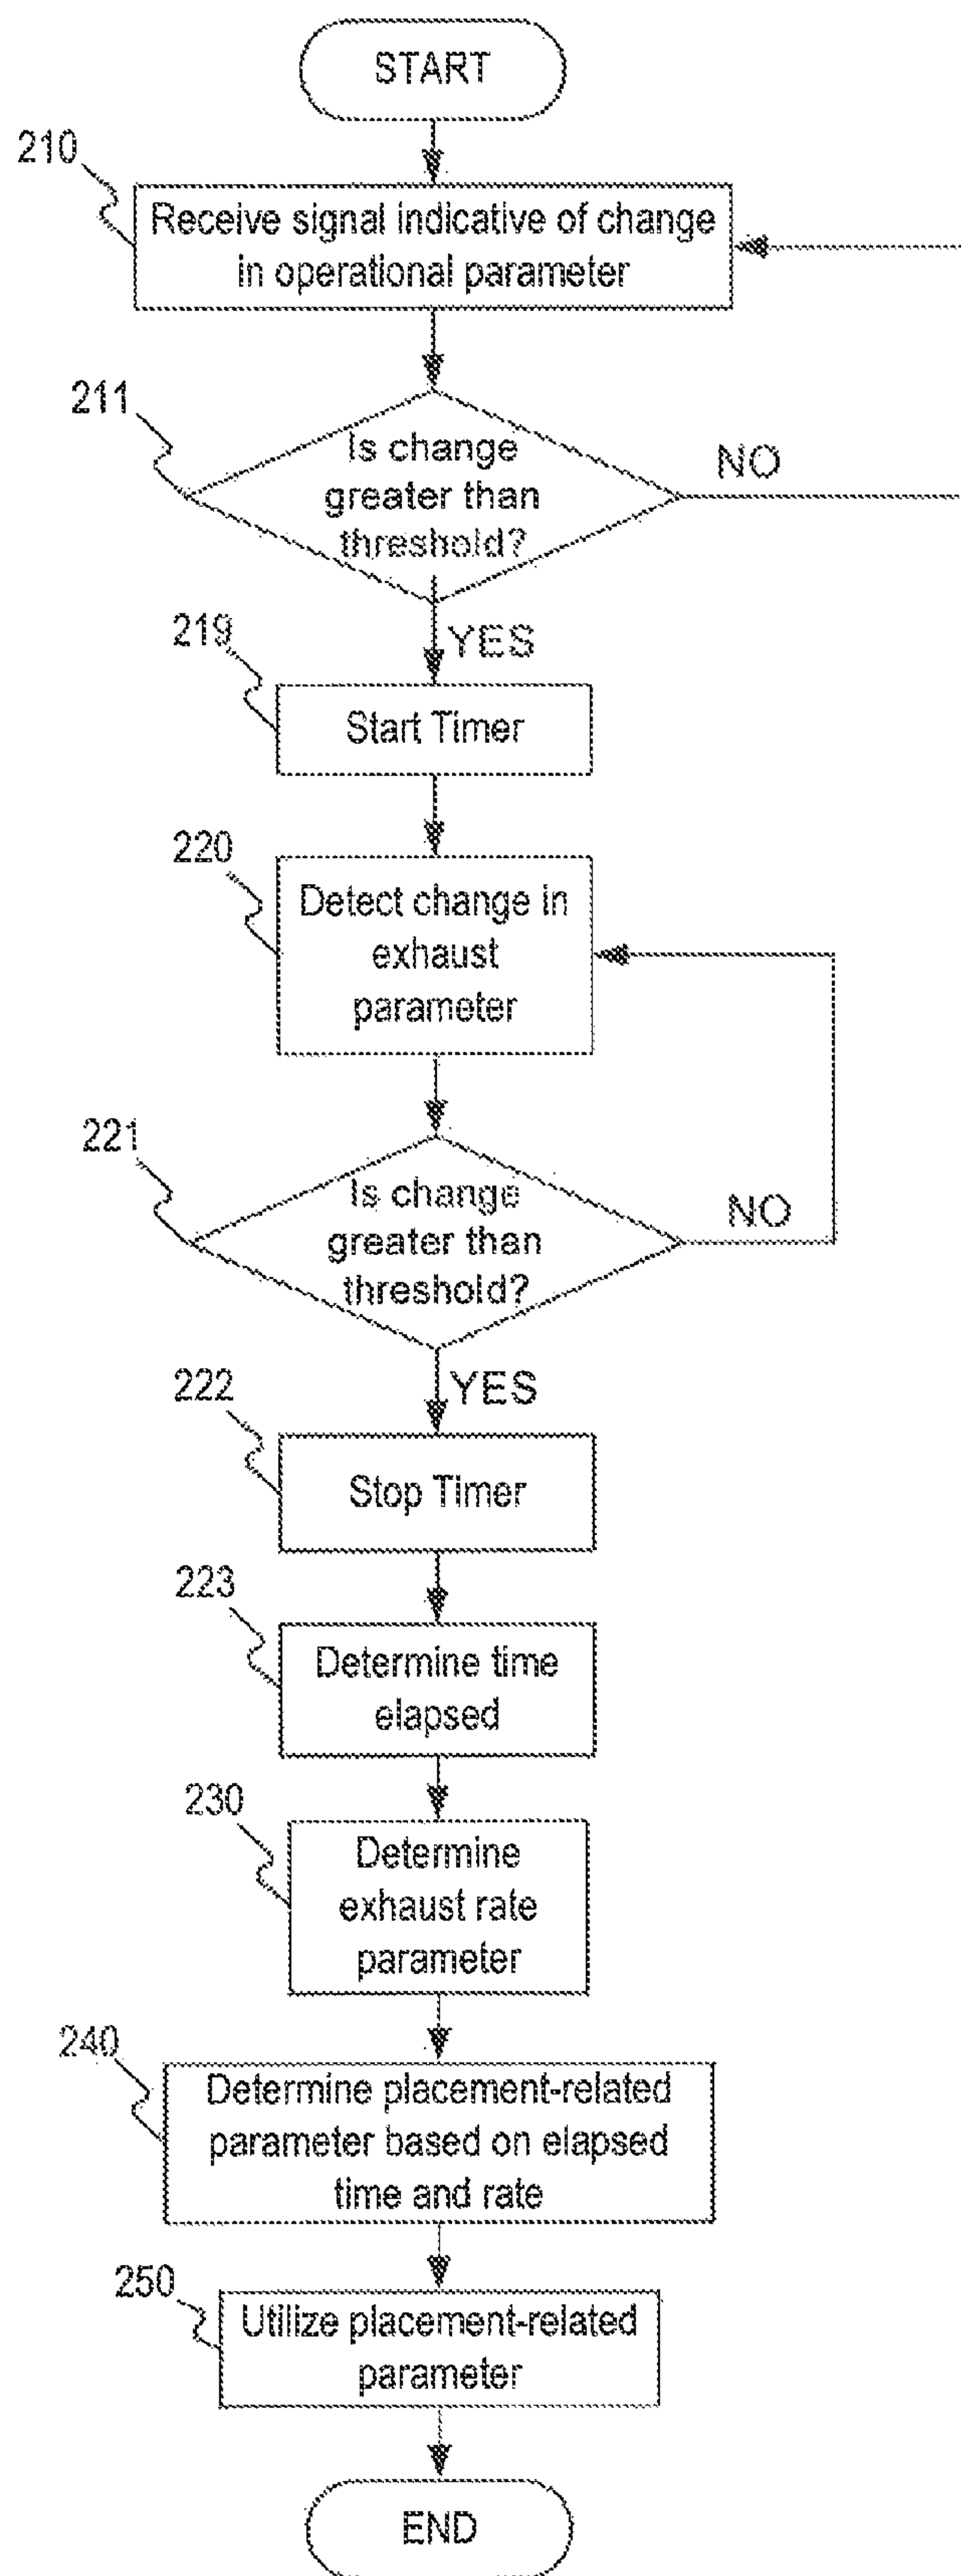 START
210
Receive signal indicative of change
in operational parameter
211
Is change
greater than
threshold?
NO
YES
219
Start Timer
220
Detect change in
exhaust
parameter
221
Is change
greater than
threshold?
NO
YES
222
Stop Timer
223
Determine time
elapsed
230
Determine
exhaust rate
parameter
240
Determine placement-related
parameter based on elapsed
time and rate
250
Utilize placement-related
parameter
END